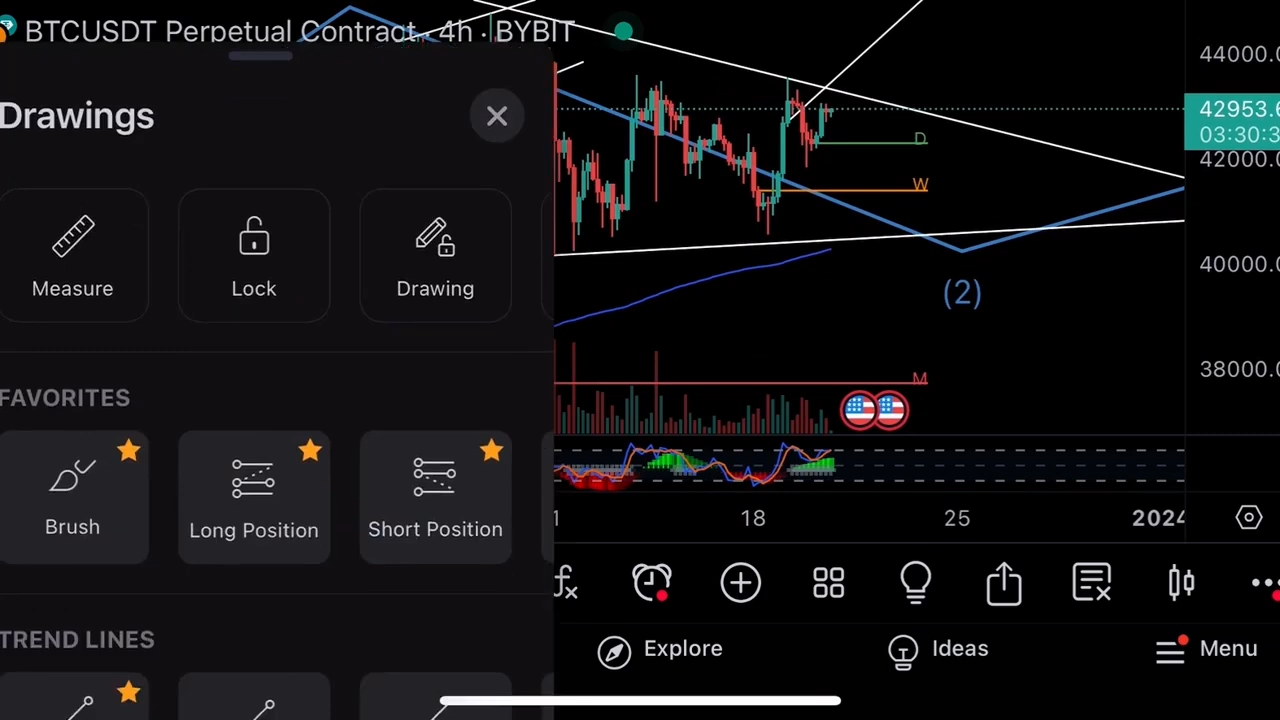 BTCUSDT Perpetual Contract · 4h · BYBIT
Drawings
Measure
Lock
Drawing
FAVORITES
Brush
Long Position
Short Position
TREND LINES
44000.0
42953.6
03:30:3
42000.0
40000.0
38000.0
D
W
(2)
M
18
25
2024
Explore
Ideas
Menu